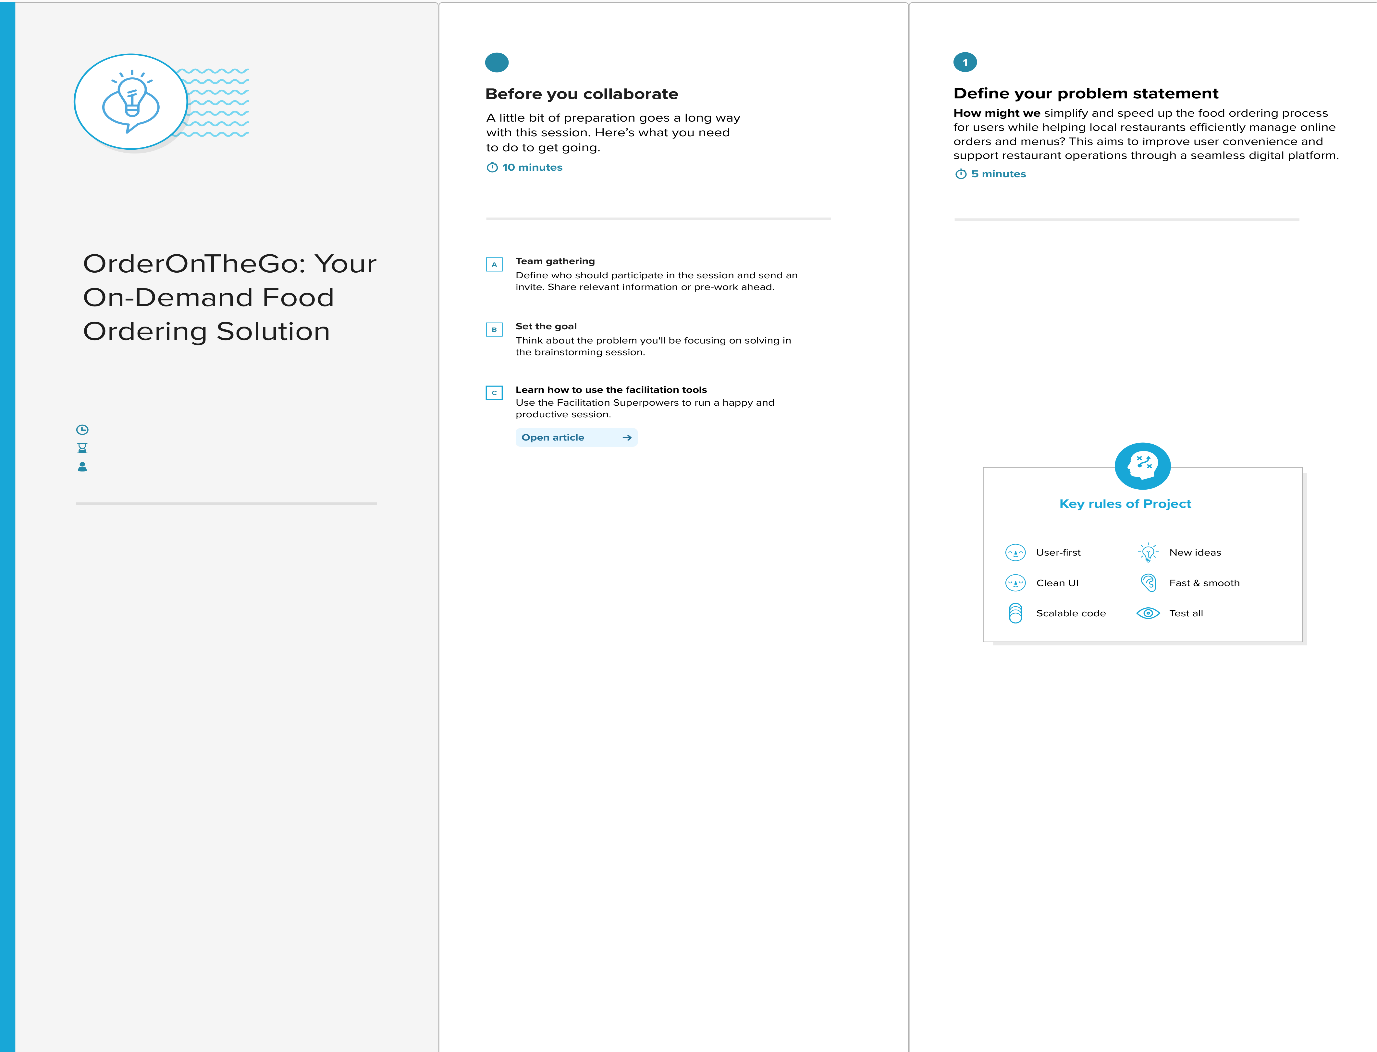 OrderOnTheGo: Your
On-Demand Food
Ordering Solution
Before you collaborate
A little bit of preparation goes a long way
with this session. Here's what you need
to do to get going.
10 minutes
A
Team gathering
Define who should participate in the session and send an
invite. Share relevant information or pre-work ahead.
B
Set the goal
Think about the problem you'll be focusing on solving in
the brainstorming session.
C
Learn how to use the facilitation tools
Use the Facilitation Superpowers to run a happy and
productive session.
Open article →
1
Define your problem statement
How might we simplify and speed up the food ordering process
for users while helping local restaurants efficiently manage online
orders and menus? This aims to improve user convenience and
support restaurant operations through a seamless digital platform.
5 minutes
Key rules of Project
User-first
New ideas
Clean UI
Fast & smooth
Scalable code
Test all